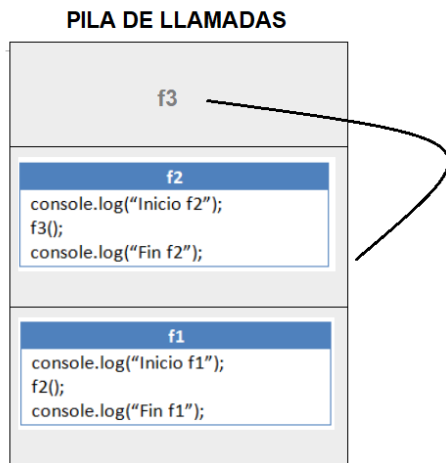 PILA DE LLAMADAS
f3
f2
console.log(“Inicio f2”);
f3();
console.log(“Fin f2”);
f1
console.log(“Inicio f1”);
f2();
console.log(“Fin f1”);